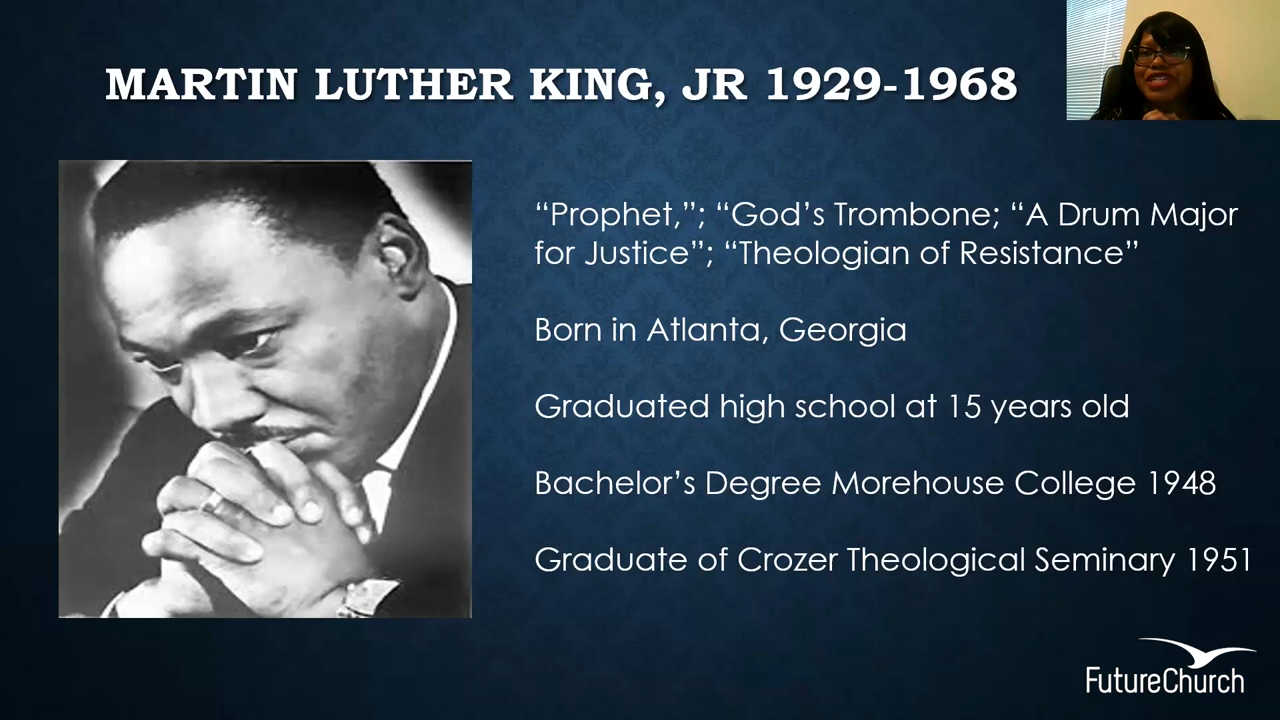 MARTIN LUTHER KING, JR 1929-1968
“Prophet,”; “God’s Trombone; “A Drum Major
for Justice”; “Theologian of Resistance”
Born in Atlanta, Georgia
Graduated high school at 15 years old
Bachelor’s Degree Morehouse College 1948
Graduate of Crozer Theological Seminary 1951
FutureChurch